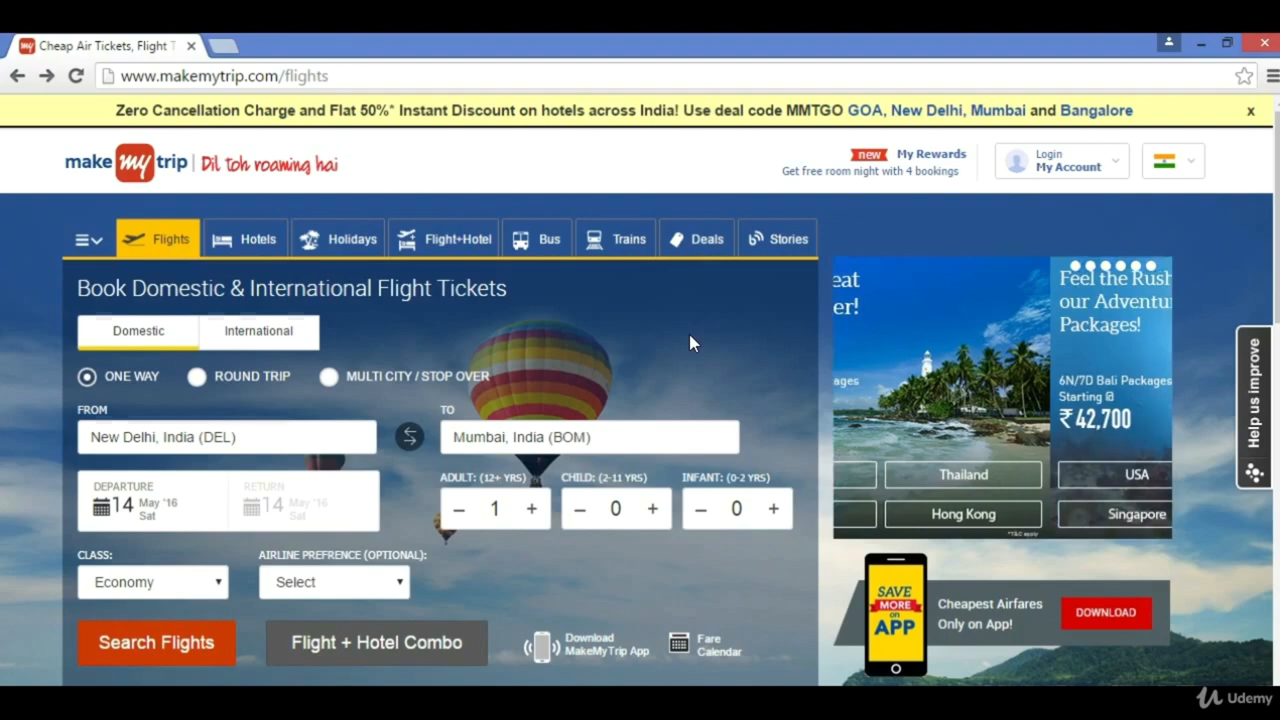 my Cheap Air Tickets, Flight T
www.makemytrip.com/flights
Zero Cancellation Charge and Flat 50%* Instant Discount on hotels across India! Use deal code MMTGO GOA, New Delhi, Mumbai and Bangalore x
make my trip | Dil toh roaming hai
new My Rewards
Get free room night with 4 bookings
Login
My Account
Flights Hotels Holidays Flight+Hotel Bus Trains Deals Stories
Book Domestic & International Flight Tickets
Domestic International
ONE WAY ROUND TRIP MULTI CITY / STOP OVER
FROM TO
New Delhi, India (DEL) Mumbai, India (BOM)
DEPARTURE RETURN
14 May '16 Sat 14 May '16 Sat
ADULT: (12+ YRS) CHILD: (2-11 YRS) INFANT: (0-2 YRS)
– 1 + – 0 + – 0 +
CLASS: AIRLINE PREFRENCE (OPTIONAL):
Economy Select
Search Flights Flight + Hotel Combo
Download
MakeMyTrip App
Fare
Calendar
eat
er!
ages
Feel the Rush
our Adventu
Packages!
6N/7D Bali Packages
Starting @
₹ 42,700
Thailand USA
Hong Kong Singapore
*T&C apply
Help us improve
SAVE
MORE
on
APP
Cheapest Airfares
Only on App!
DOWNLOAD
Udemy